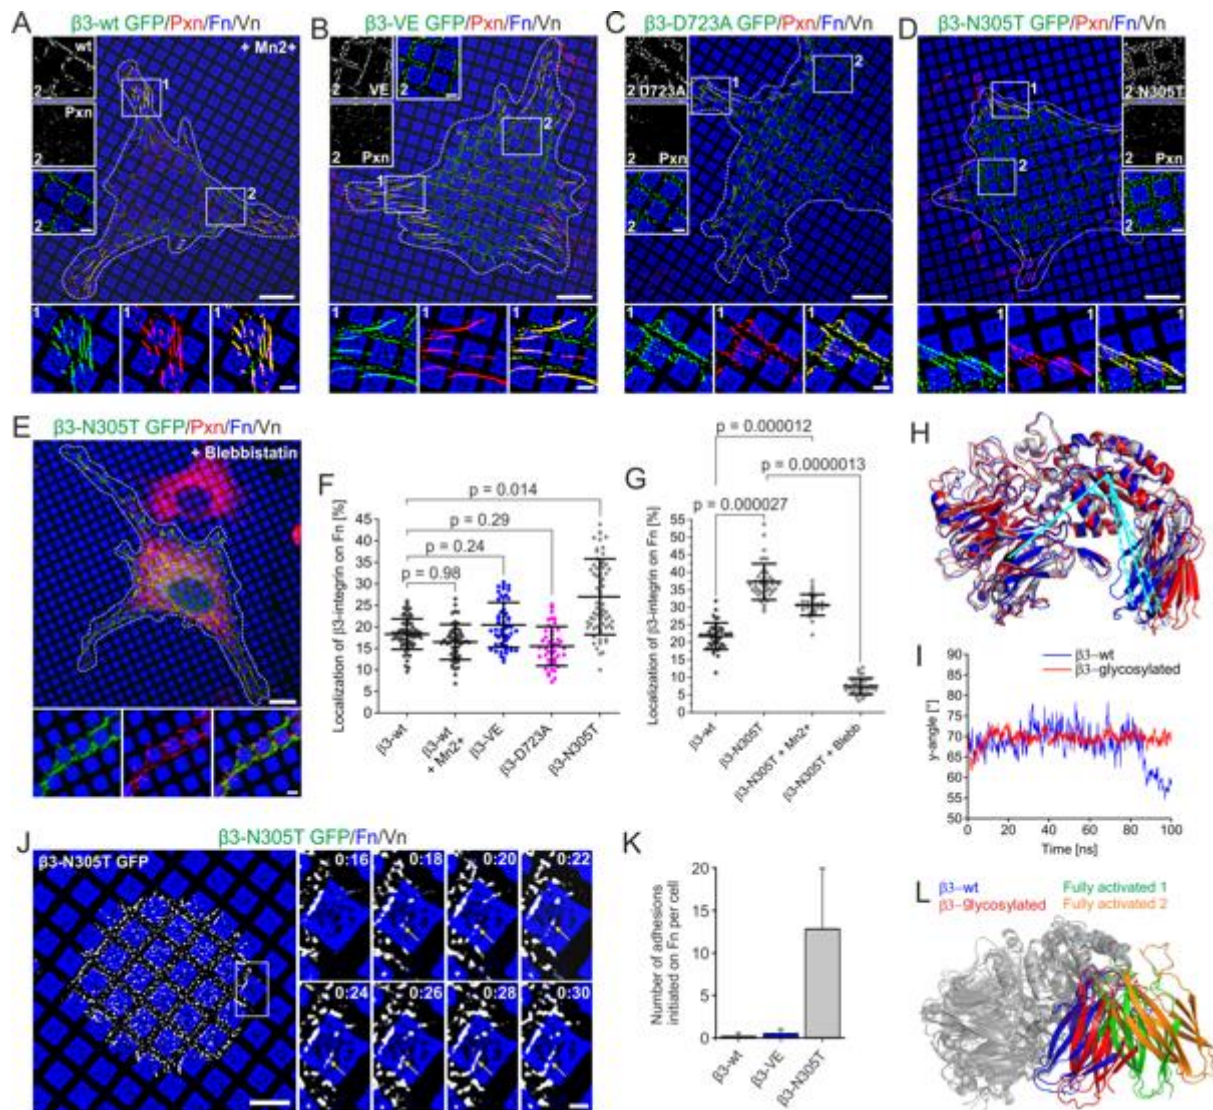 A
β3-wt GFP/Pxn/Fn/Vn
wt
+ Mn2+
1
2
Pxn
2
2
2
1
1
1
B
β3-VE GFP/Pxn/Fn/Vn
2 VE
2
2
Pxn
2
1
1
1
1
C
β3-D723A GFP/Pxn/Fn/Vn
2 D723A
1
2
Pxn
2
2
1
1
1
D
β3-N305T GFP/Pxn/Fn/Vn
1
2 N305T
Pxn
2
2
2
1
1
1
E
β3-N305T GFP/Pxn/Fn/Vn
+ Blebbistatin
F
p = 0.014
p = 0.29
p = 0.24
p = 0.98
Localization of β3-integrin on Fn [%]
45
40
35
30
25
20
15
10
5
0
β3-wt
β3-wt
+ Mn2+
β3-VE
β3-D723A
β3-N305T
G
p = 0.000012
p = 0.0000013
p = 0.000027
Localization of β3-integrin on Fn [%]
55
50
45
40
35
30
25
20
15
10
5
0
β3-wt
β3-N305T
β3-N305T + Mn2+
β3-N305T + Blebb
H
I
β3-wt
β3-glycosylated
y-angle [°]
90
85
80
75
70
65
60
55
0
20
40
60
80
100
Time [ns]
J
β3-N305T GFP/Fn/Vn
β3-N305T GFP
0:16
0:18
0:20
0:22
0:24
0:26
0:28
0:30
K
Number of adhesions
initiated on Fn per cell
20
15
10
5
0
β3-wt
β3-VE
β3-N305T
L
β3-wt
β3-glycosylated
Fully activated 1
Fully activated 2